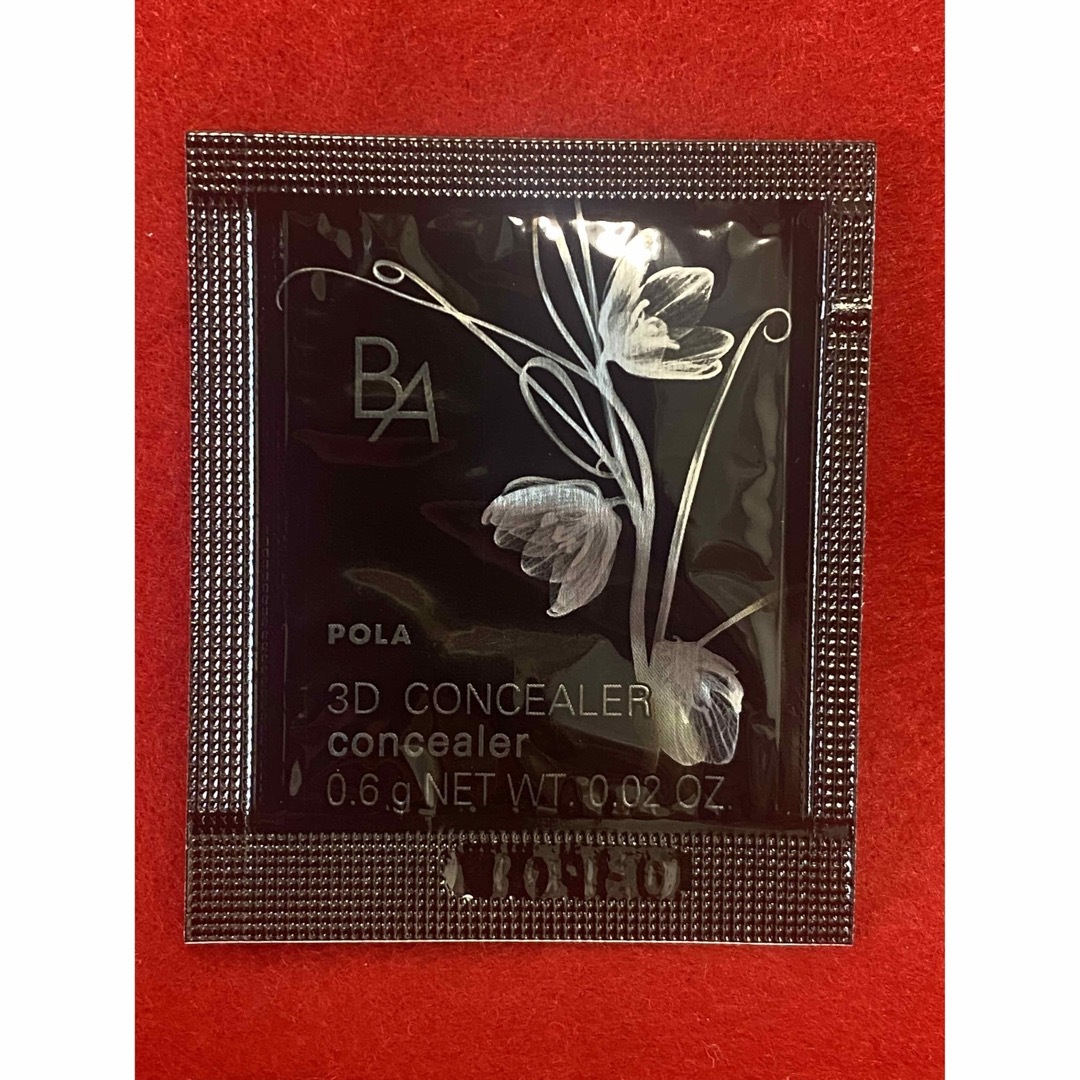 BA
POLA
3D CONCEALER
concealer
0.6 g NET WT. 0.02 OZ.